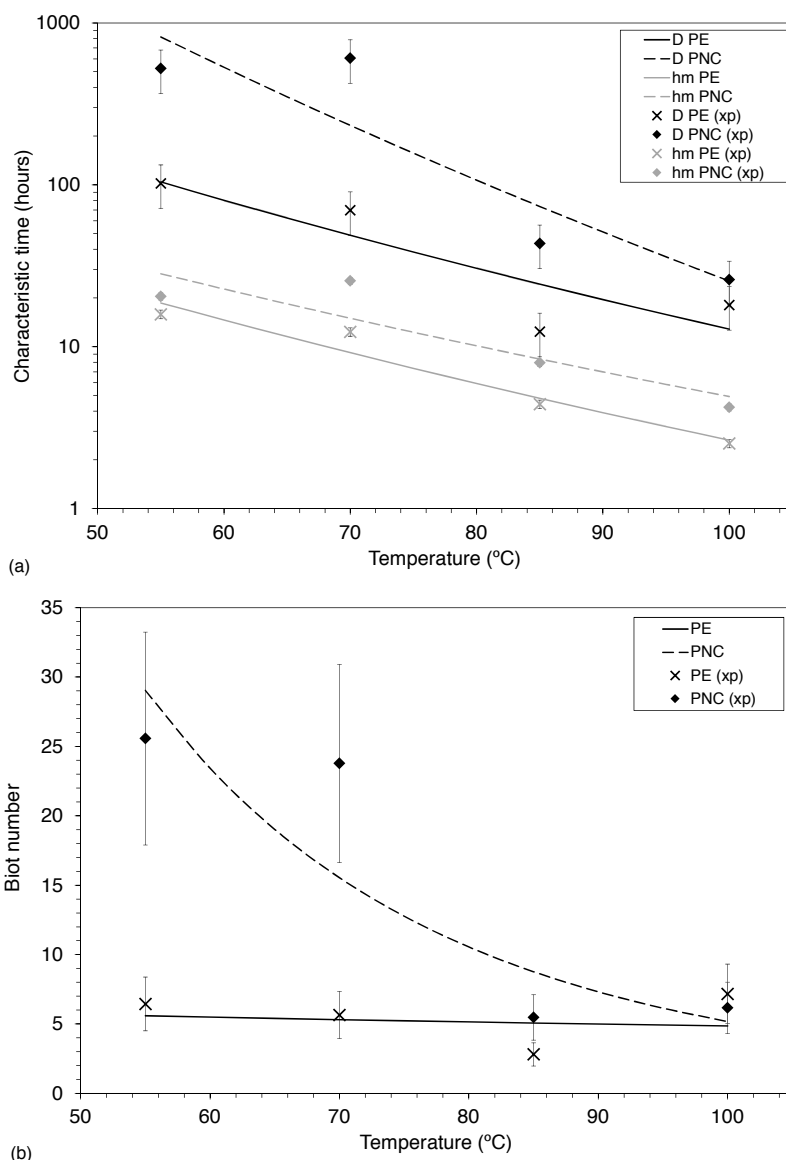 1000
100
10
1
Characteristic time (hours)
D PE
D PNC
hm PE
hm PNC
D PE (xp)
D PNC (xp)
hm PE (xp)
hm PNC (xp)
50 60 70 80 90 100
Temperature (ºC)
(a)
35
30
25
20
15
10
5
0
Biot number
PE
PNC
PE (xp)
PNC (xp)
50 60 70 80 90 100
Temperature (ºC)
(b)